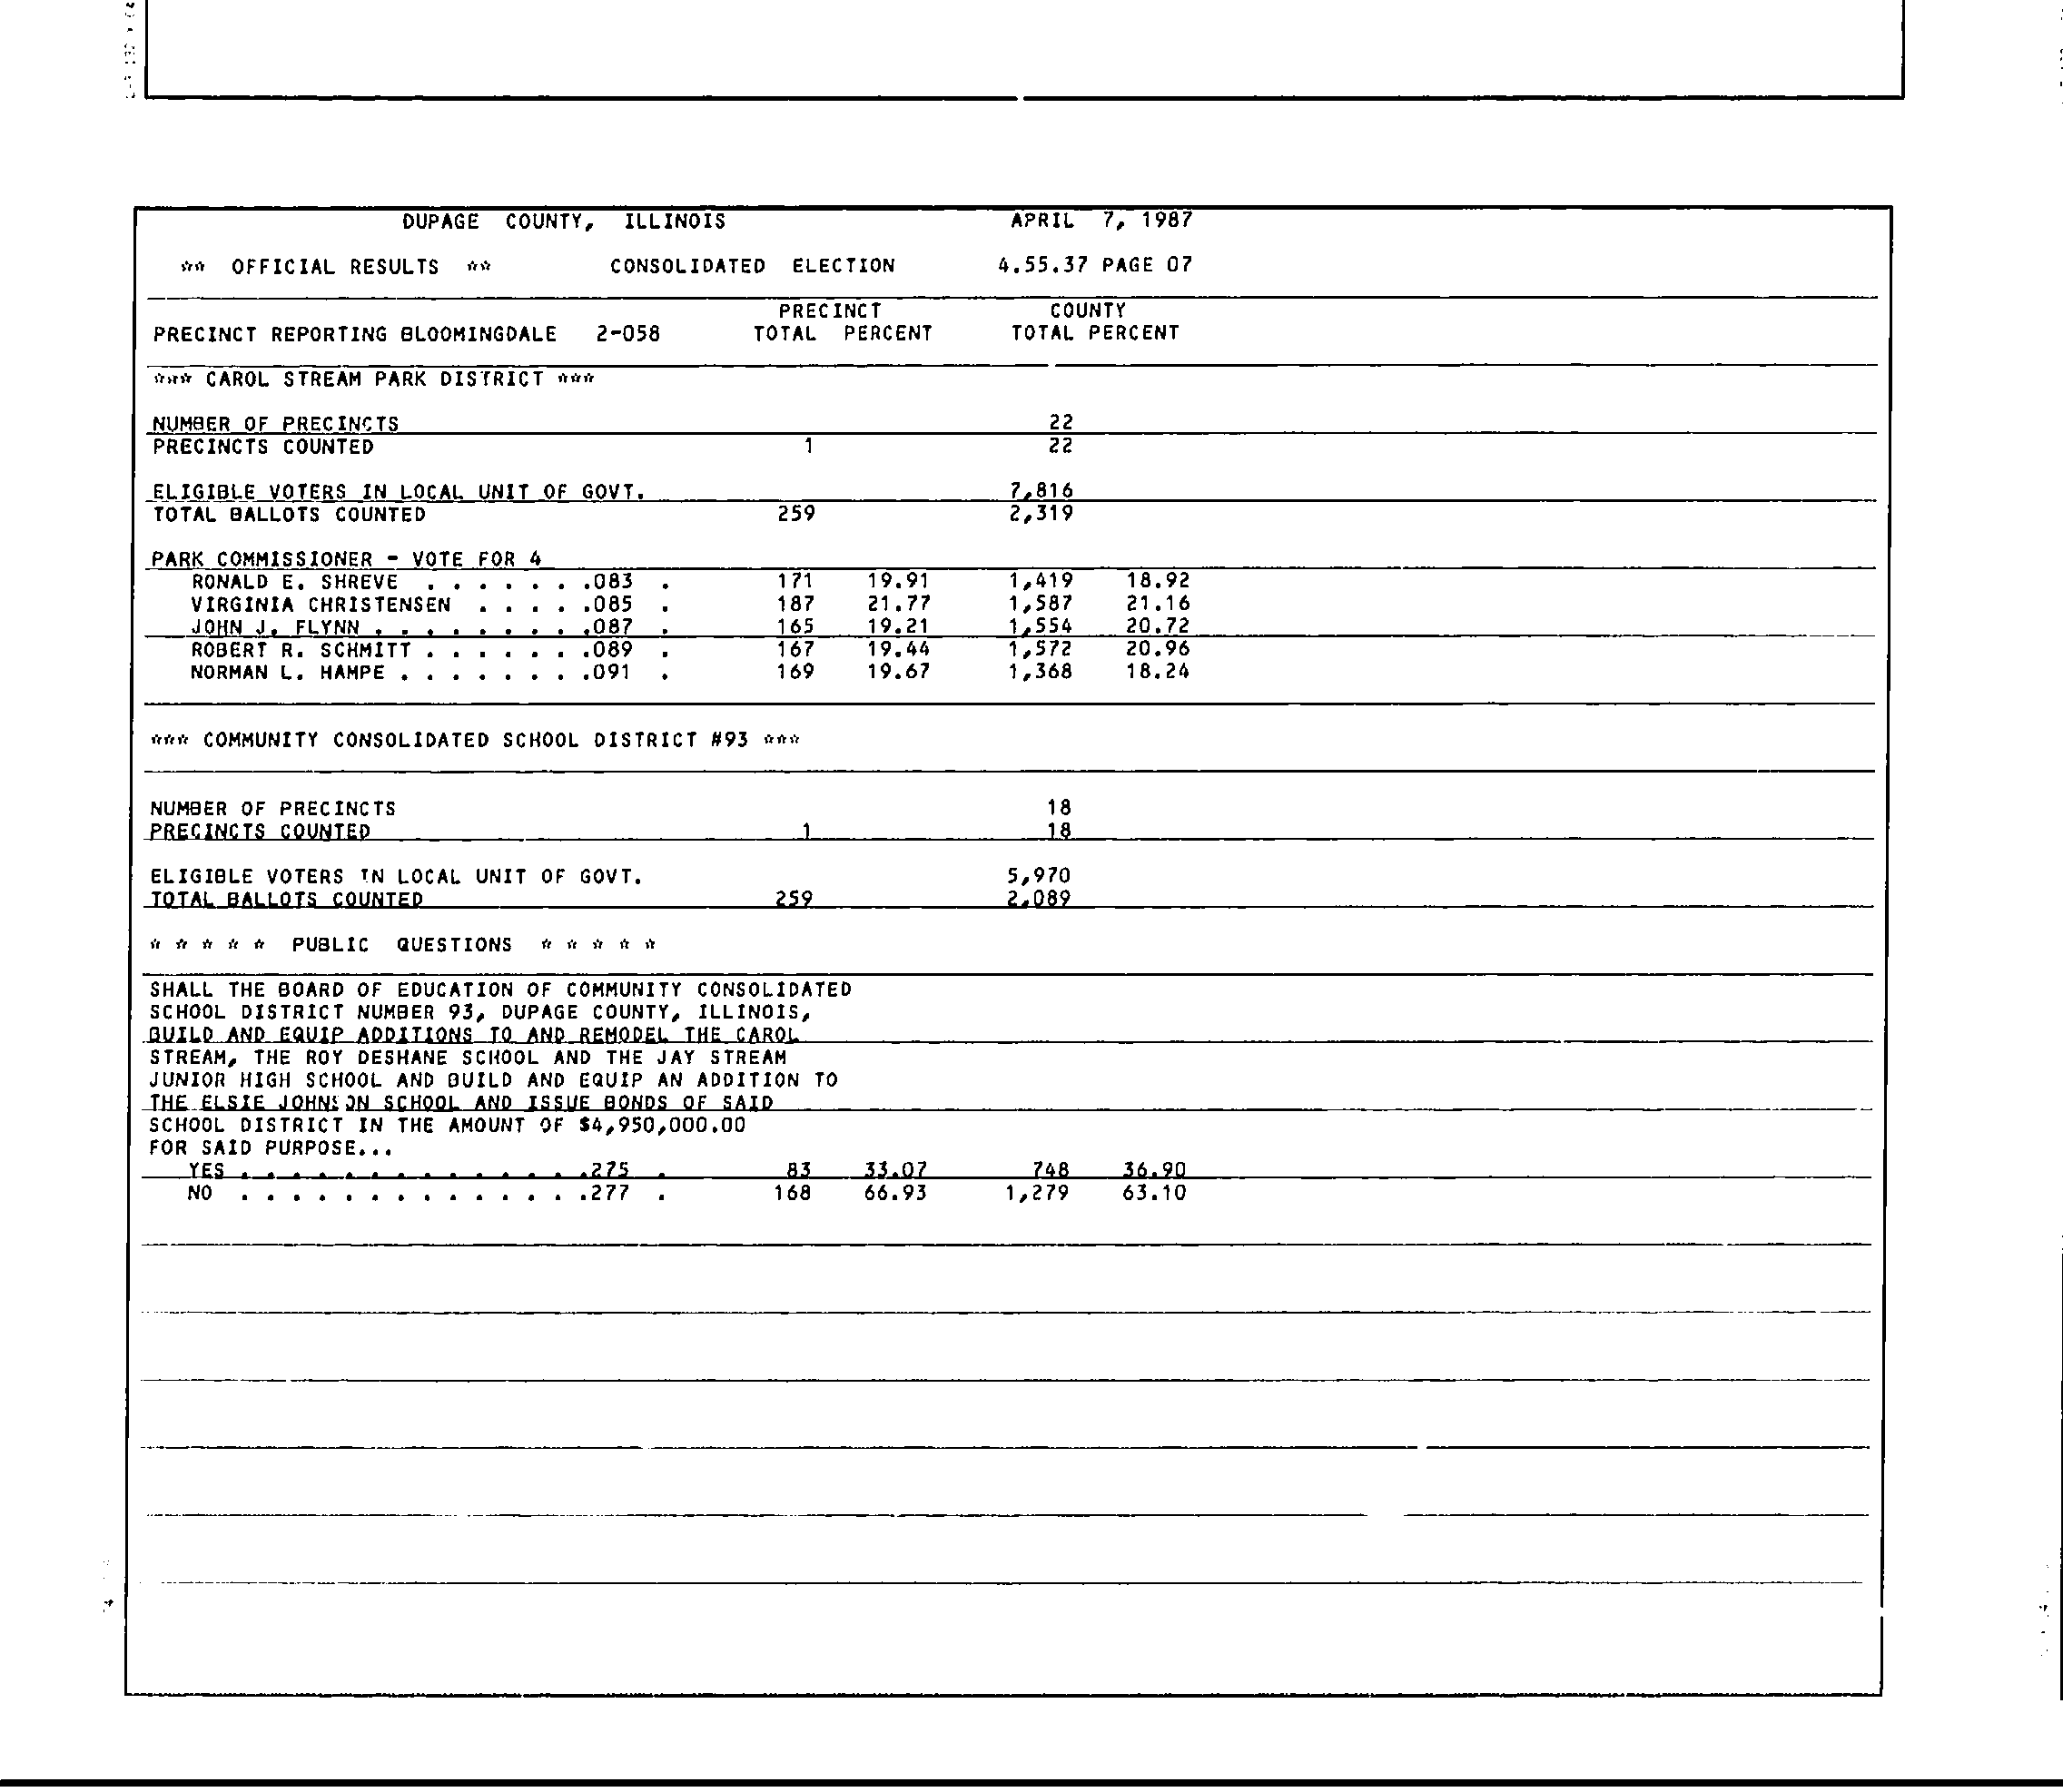 DUPAGE COUNTY, ILLINOIS APRIL 7, 1987
** OFFICIAL RESULTS ** CONSOLIDATED ELECTION 4.55.37 PAGE 07
PRECINCT COUNTY
PRECINCT REPORTING BLOOMINGDALE 2-058 TOTAL PERCENT TOTAL PERCENT
*** CAROL STREAM PARK DISTRICT ***
NUMBER OF PRECINCTS 22
PRECINCTS COUNTED 1 22
ELIGIBLE VOTERS IN LOCAL UNIT OF GOVT. 7,816
TOTAL BALLOTS COUNTED 259 2,319
PARK COMMISSIONER - VOTE FOR 4
RONALD E. SHREVE . . . . . . .083 . 171 19.91 1,419 18.92
VIRGINIA CHRISTENSEN . . . . .085 . 187 21.77 1,587 21.16
JOHN J. FLYNN . . . . . . . . .087 . 165 19.21 1,554 20.72
ROBERT R. SCHMITT . . . . . . .089 . 167 19.44 1,572 20.96
NORMAN L. HAMPE . . . . . . . .091 . 169 19.67 1,368 18.24
*** COMMUNITY CONSOLIDATED SCHOOL DISTRICT #93 ***
NUMBER OF PRECINCTS 18
PRECINCTS COUNTED 1 18
ELIGIBLE VOTERS IN LOCAL UNIT OF GOVT. 5,970
TOTAL BALLOTS COUNTED 259 2,089
* * * * * PUBLIC QUESTIONS * * * * *
SHALL THE BOARD OF EDUCATION OF COMMUNITY CONSOLIDATED
SCHOOL DISTRICT NUMBER 93, DUPAGE COUNTY, ILLINOIS,
BUILD AND EQUIP ADDITIONS TO AND REMODEL THE CAROL
STREAM, THE ROY DESHANE SCHOOL AND THE JAY STREAM
JUNIOR HIGH SCHOOL AND BUILD AND EQUIP AN ADDITION TO
THE ELSIE JOHNSON SCHOOL AND ISSUE BONDS OF SAID
SCHOOL DISTRICT IN THE AMOUNT OF $4,950,000.00
FOR SAID PURPOSE...
YES . . . . . . . . . . . . . .275 . 83 33.07 748 36.90
NO . . . . . . . . . . . . . .277 . 168 66.93 1,279 63.10